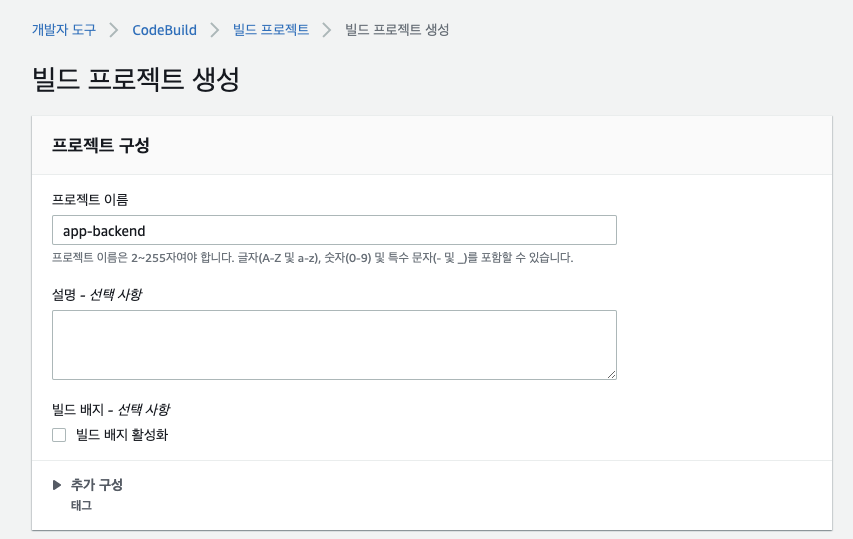 개발자 도구 > CodeBuild > 빌드 프로젝트 > 빌드 프로젝트 생성
빌드 프로젝트 생성
프로젝트 구성
프로젝트 이름
app-backend
프로젝트 이름은 2~255자여야 합니다. 글자(A-Z 및 a-z), 숫자(0-9) 및 특수 문자(- 및 _)를 포함할 수 있습니다.
설명 - 선택 사항
빌드 배지 - 선택 사항
빌드 배지 활성화
추가 구성
태그